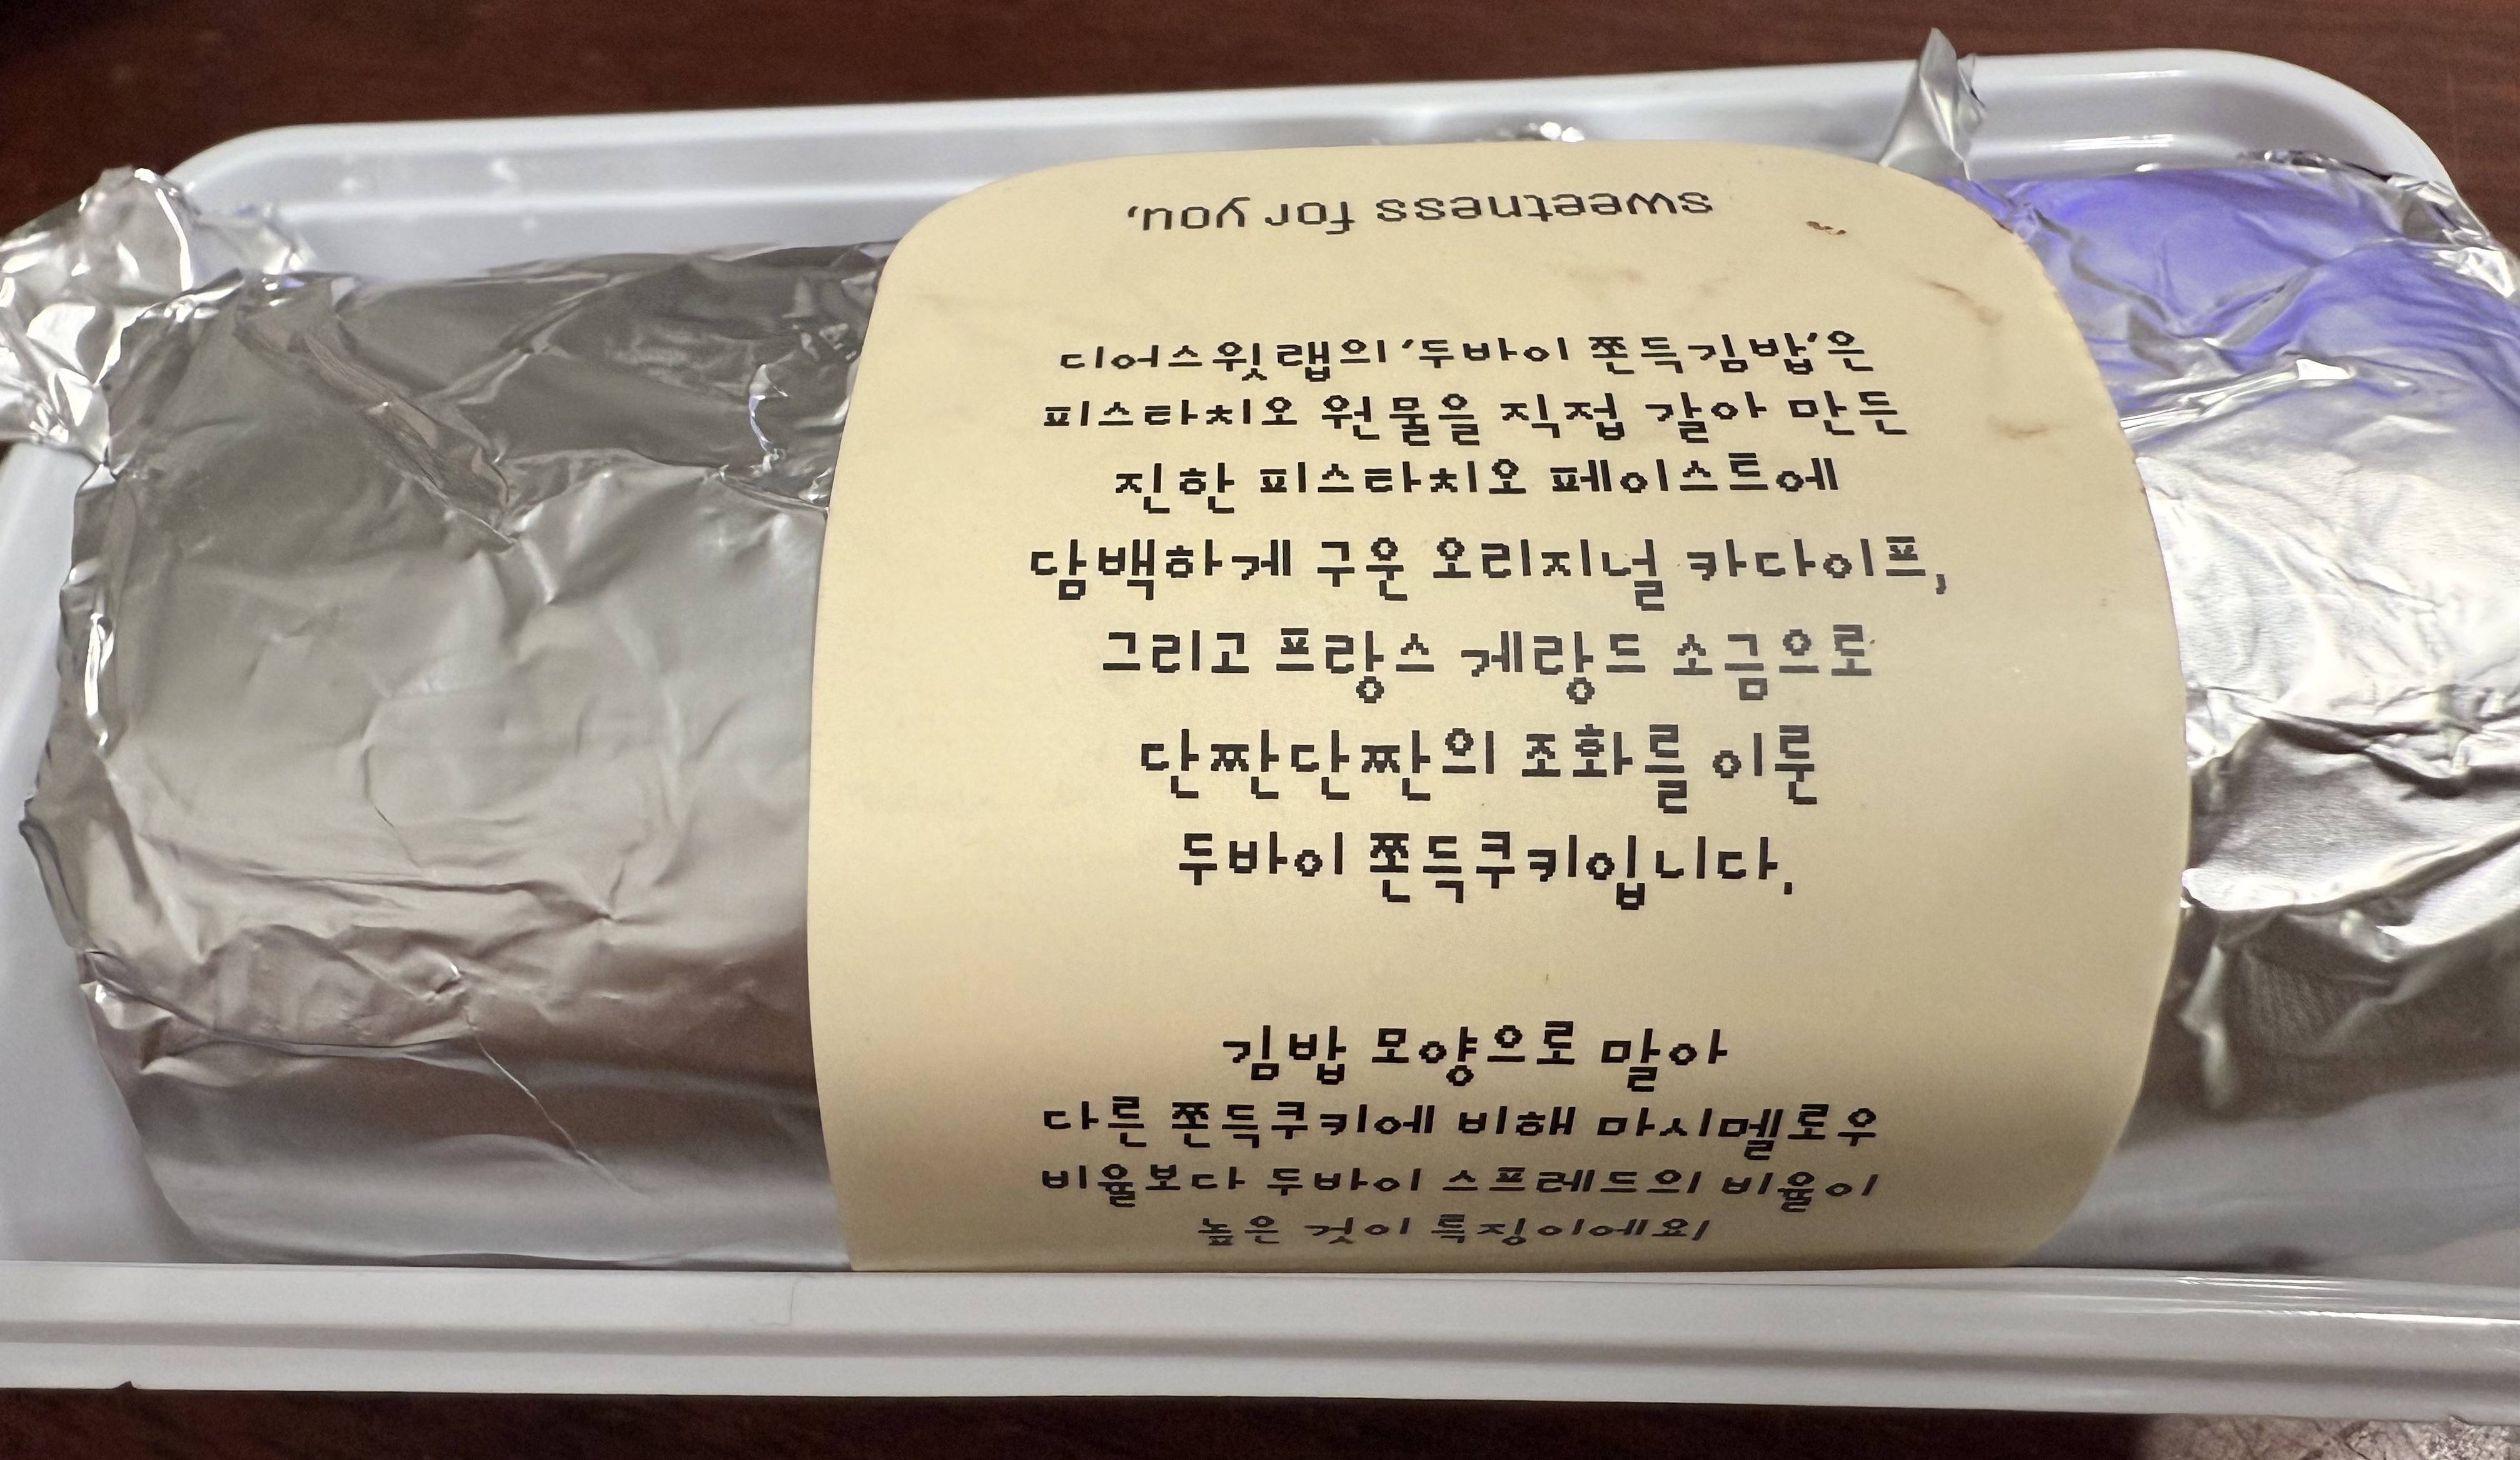 sweetness for you,
디어스윗랩의 '두바이 쫀득김밥'은
피스타치오 원물을 직접 갈아 만든
진한 피스타치오 페이스트에
담백하게 구운 오리지널 카다이프,
그리고 프랑스 게랑드 소금으로
단짠단짠의 조화를 이룬
두바이 쫀득쿠키입니다.
김밥 모양으로 말아
다른 쫀득쿠키에 비해 마시멜로우
비율보다 두바이 스프레드의 비율이
높은 것이 특징이에요!